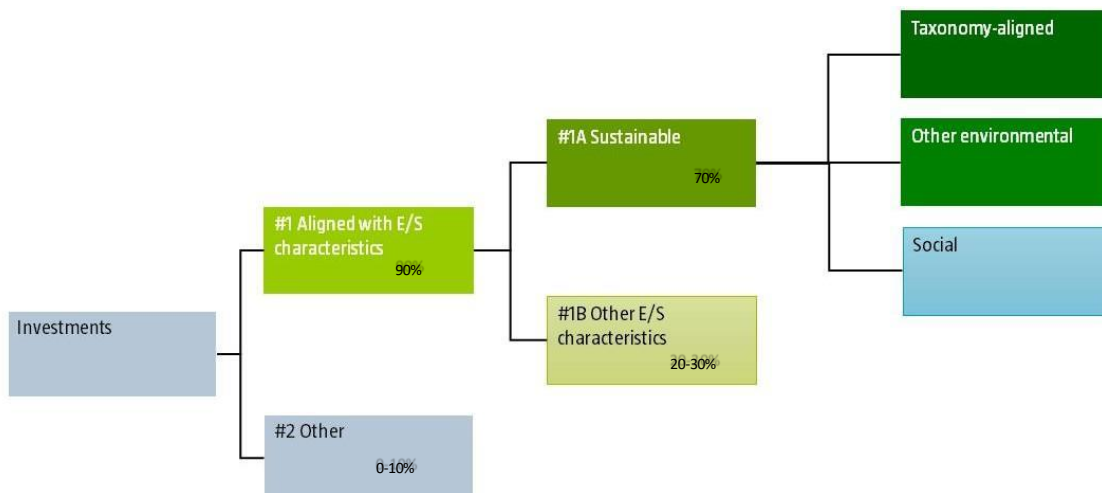 Taxonomy-aligned
#1A Sustainable
70%
Other environmental
#1 Aligned with E/S
characteristics
90%
Social
Investments
#1B Other E/S
characteristics
20-30%
#2 Other
0-10%